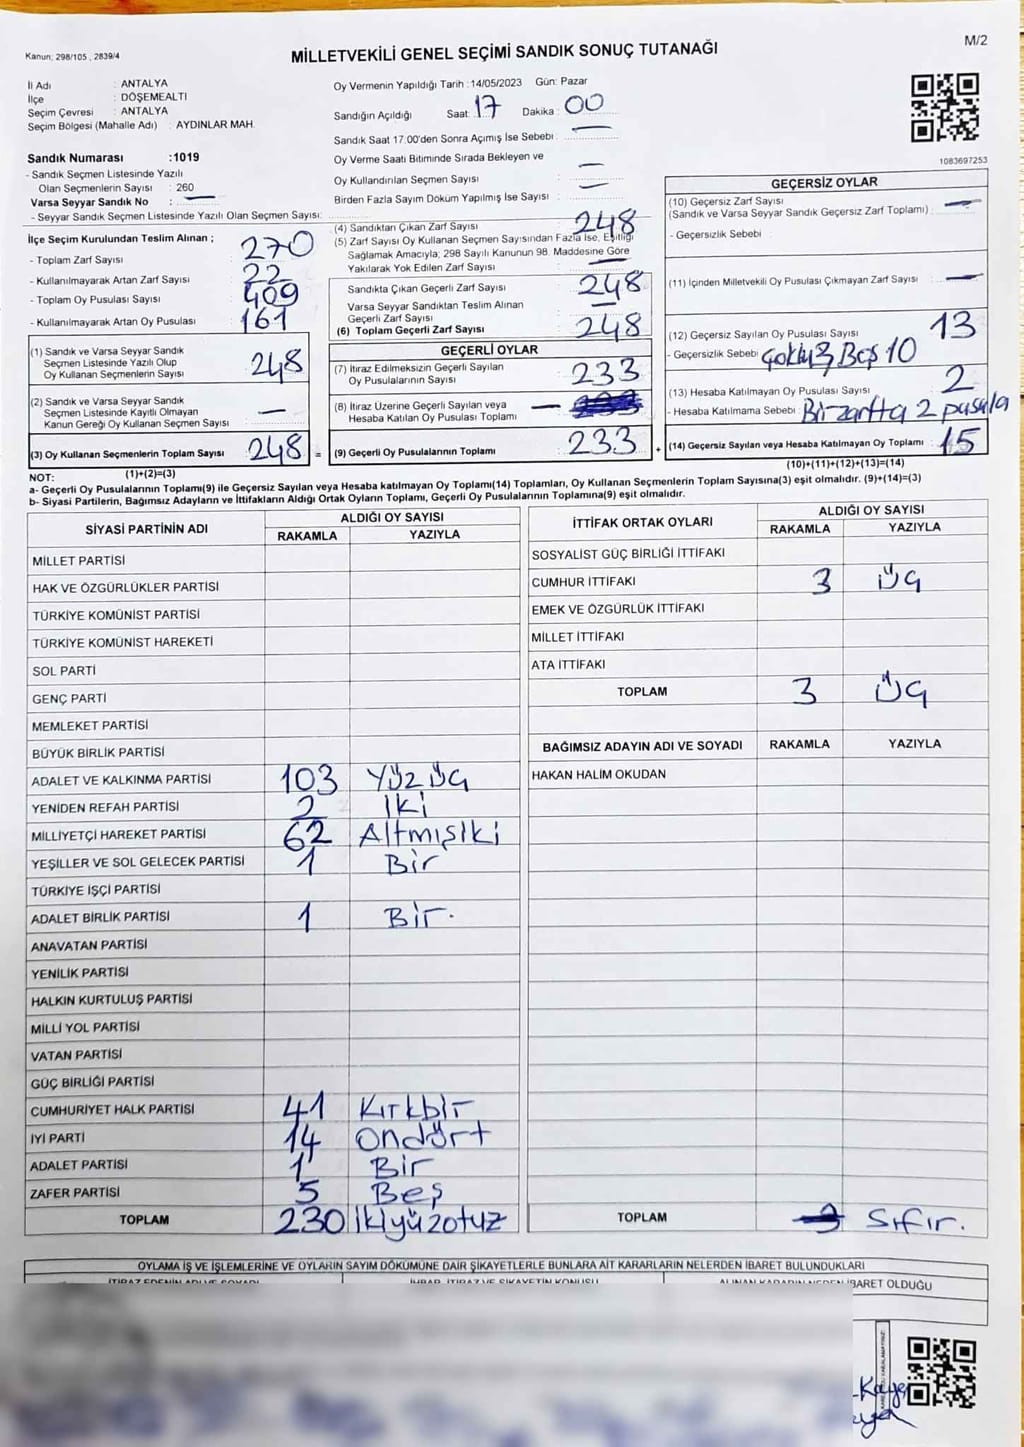 Kanun; 298/105 , 2839/4
MİLLETVEKİLİ GENEL SEÇİMİ SANDIK SONUÇ TUTANAĞI
M/2
İl Adı : ANTALYA
İlçe : DÖŞEMEALTI
Seçim Çevresi : ANTALYA
Seçim Bölgesi (Mahalle Adı) : AYDINLAR MAH.
Sandık Numarası :1019
- Sandık Seçmen Listesinde Yazılı
Olan Seçmenlerin Sayısı : 260
Varsa Seyyar Sandık No : —
- Seyyar Sandık Seçmen Listesinde Yazılı Olan Seçmen Sayısı:
Oy Vermenin Yapıldığı Tarih :14/05/2023 Gün: Pazar
Sandığın Açıldığı Saat: 17 Dakika : 00
Sandık Saat 17.00'den Sonra Açımış İse Sebebi : —
Oy Verme Saati Bitiminde Sırada Bekleyen ve
Oy Kullandırılan Seçmen Sayısı : —
Birden Fazla Sayım Döküm Yapılmış İse Sayısı : —
1083697253
İlçe Seçim Kurulundan Teslim Alınan ;
- Toplam Zarf Sayısı : 270
- Kullanılmayarak Artan Zarf Sayısı : 22
- Toplam Oy Pusulası Sayısı : 409
- Kullanılmayarak Artan Oy Pusulası : 161
(4) Sandıktan Çıkan Zarf Sayısı : 248
(5) Zarf Sayısı Oy Kullanan Seçmen Sayısından Fazla İse, Eşitliği
Sağlamak Amacıyla; 298 Sayılı Kanunun 98. Maddesine Göre
Yakılarak Yok Edilen Zarf Sayısı : —
Sandıkta Çıkan Geçerli Zarf Sayısı : 248
Varsa Seyyar Sandıktan Teslim Alınan
Geçerli Zarf Sayısı : —
(6) Toplam Geçerli Zarf Sayısı : 248
GEÇERSİZ OYLAR
(10) Geçersiz Zarf Sayısı
(Sandık ve Varsa Seyyar Sandık Geçersiz Zarf Toplamı) : —
- Geçersizlik Sebebi :
(11) İçinden Milletvekili Oy Pusulası Çıkmayan Zarf Sayısı : —
(12) Geçersiz Sayılan Oy Pusulası Sayısı : 13
- Geçersizlik Sebebi Çoklu 3 Beş 10
(13) Hesaba Katılmayan Oy Pusulası Sayısı : 2
- Hesaba Katılmama Sebebi Bir zarfta 2 pusula
(14) Geçersiz Sayılan veya Hesaba Katılmayan Oy Toplamı : 15
(10)+(11)+(12)+(13)=(14)
(1) Sandık ve Varsa Seyyar Sandık
Seçmen Listesinde Yazılı Olup
Oy Kullanan Seçmenlerin Sayısı : 248
(2) Sandık ve Varsa Seyyar Sandık
Seçmen Listesinde Kayıtlı Olmayan
Kanun Gereği Oy Kullanan Seçmen Sayısı : —
(3) Oy Kullanan Seçmenlerin Toplam Sayısı : 248 =
(1)+(2)=(3)
GEÇERLİ OYLAR
(7) İtiraz Edilmeksizin Geçerli Sayılan
Oy Pusulalarının Sayısı : 233
(8) İtiraz Üzerine Geçerli Sayılan veya
Hesaba Katılan Oy Pusulası Toplamı : —
(9) Geçerli Oy Pusulalarının Toplamı : 233 +
NOT:
a- Geçerli Oy Pusulalarının Toplamı(9) ile Geçersiz Sayılan veya Hesaba katılmayan Oy Toplamı(14) Toplamları, Oy Kullanan Seçmenlerin Toplam Sayısına(3) eşit olmalıdır. (9)+(14)=(3)
b- Siyasi Partilerin, Bağımsız Adayların ve İttifakların Aldığı Ortak Oyların Toplamı, Geçerli Oy Pusulalarının Toplamına(9) eşit olmalıdır.
SİYASİ PARTİNİN ADI ALDIĞI OY SAYISI
RAKAMLA YAZIYLA
MİLLET PARTİSİ
HAK VE ÖZGÜRLÜKLER PARTİSİ
TÜRKİYE KOMÜNİST PARTİSİ
TÜRKİYE KOMÜNİST HAREKETİ
SOL PARTİ
GENÇ PARTİ
MEMLEKET PARTİSİ
BÜYÜK BİRLİK PARTİSİ
ADALET VE KALKINMA PARTİSİ 103 Yüz üç
YENİDEN REFAH PARTİSİ 2 İki
MİLLİYETÇİ HAREKET PARTİSİ 62 Altmışiki
YEŞİLLER VE SOL GELECEK PARTİSİ 1 Bir
TÜRKİYE İŞÇİ PARTİSİ
ADALET BİRLİK PARTİSİ 1 Bir.
ANAVATAN PARTİSİ
YENİLİK PARTİSİ
HALKIN KURTULUŞ PARTİSİ
MİLLİ YOL PARTİSİ
VATAN PARTİSİ
GÜÇ BİRLİĞİ PARTİSİ
CUMHURİYET HALK PARTİSİ 41 Kırkbir
İYİ PARTİ 14 Ondört
ADALET PARTİSİ 1 Bir
ZAFER PARTİSİ 5 Beş
TOPLAM 230 İkiyüzotuz
İTTİFAK ORTAK OYLARI ALDIĞI OY SAYISI
RAKAMLA YAZIYLA
SOSYALİST GÜÇ BİRLİĞİ İTTİFAKI
CUMHUR İTTİFAKI 3 üç
EMEK VE ÖZGÜRLÜK İTTİFAKI
MİLLET İTTİFAKI
ATA İTTİFAKI
TOPLAM 3 üç
BAĞIMSIZ ADAYIN ADI VE SOYADI RAKAMLA YAZIYLA
HAKAN HALİM OKUDAN
TOPLAM Sıfır.
OYLAMA İŞ VE İŞLEMLERİNE VE OYLARIN SAYIM DÖKÜMÜNE DAİR ŞİKAYETLERLE BUNLARA AİT KARARLARIN NELERDEN İBARET BULUNDUKLARI
İTİRAZ EDENİN ADI VE SOYADI İHBAR, İTİRAZ VE ŞİKAYETİN KONUSU ALINAN KARARIN NEDEN İBARET OLDUĞU